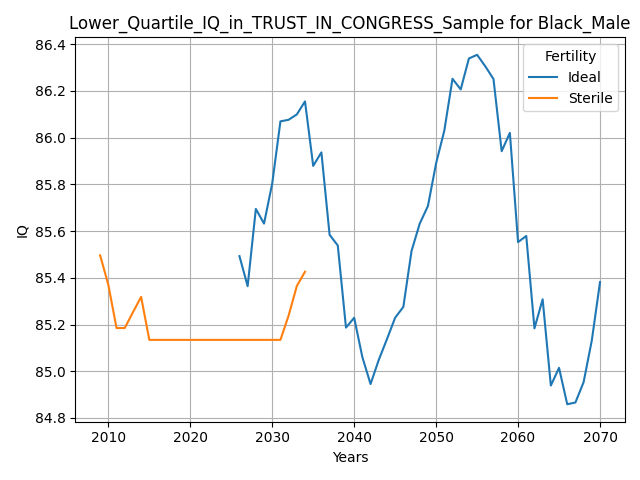 Lower_Quartile_IQ_in_TRUST_IN_CONGRESS_Sample for Black_Male
86.4
86.2
86.0
85.8
85.6
85.4
85.2
85.0
84.8
IQ
Fertility
Ideal
Sterile
2010 2020 2030 2040 2050 2060 2070
Years